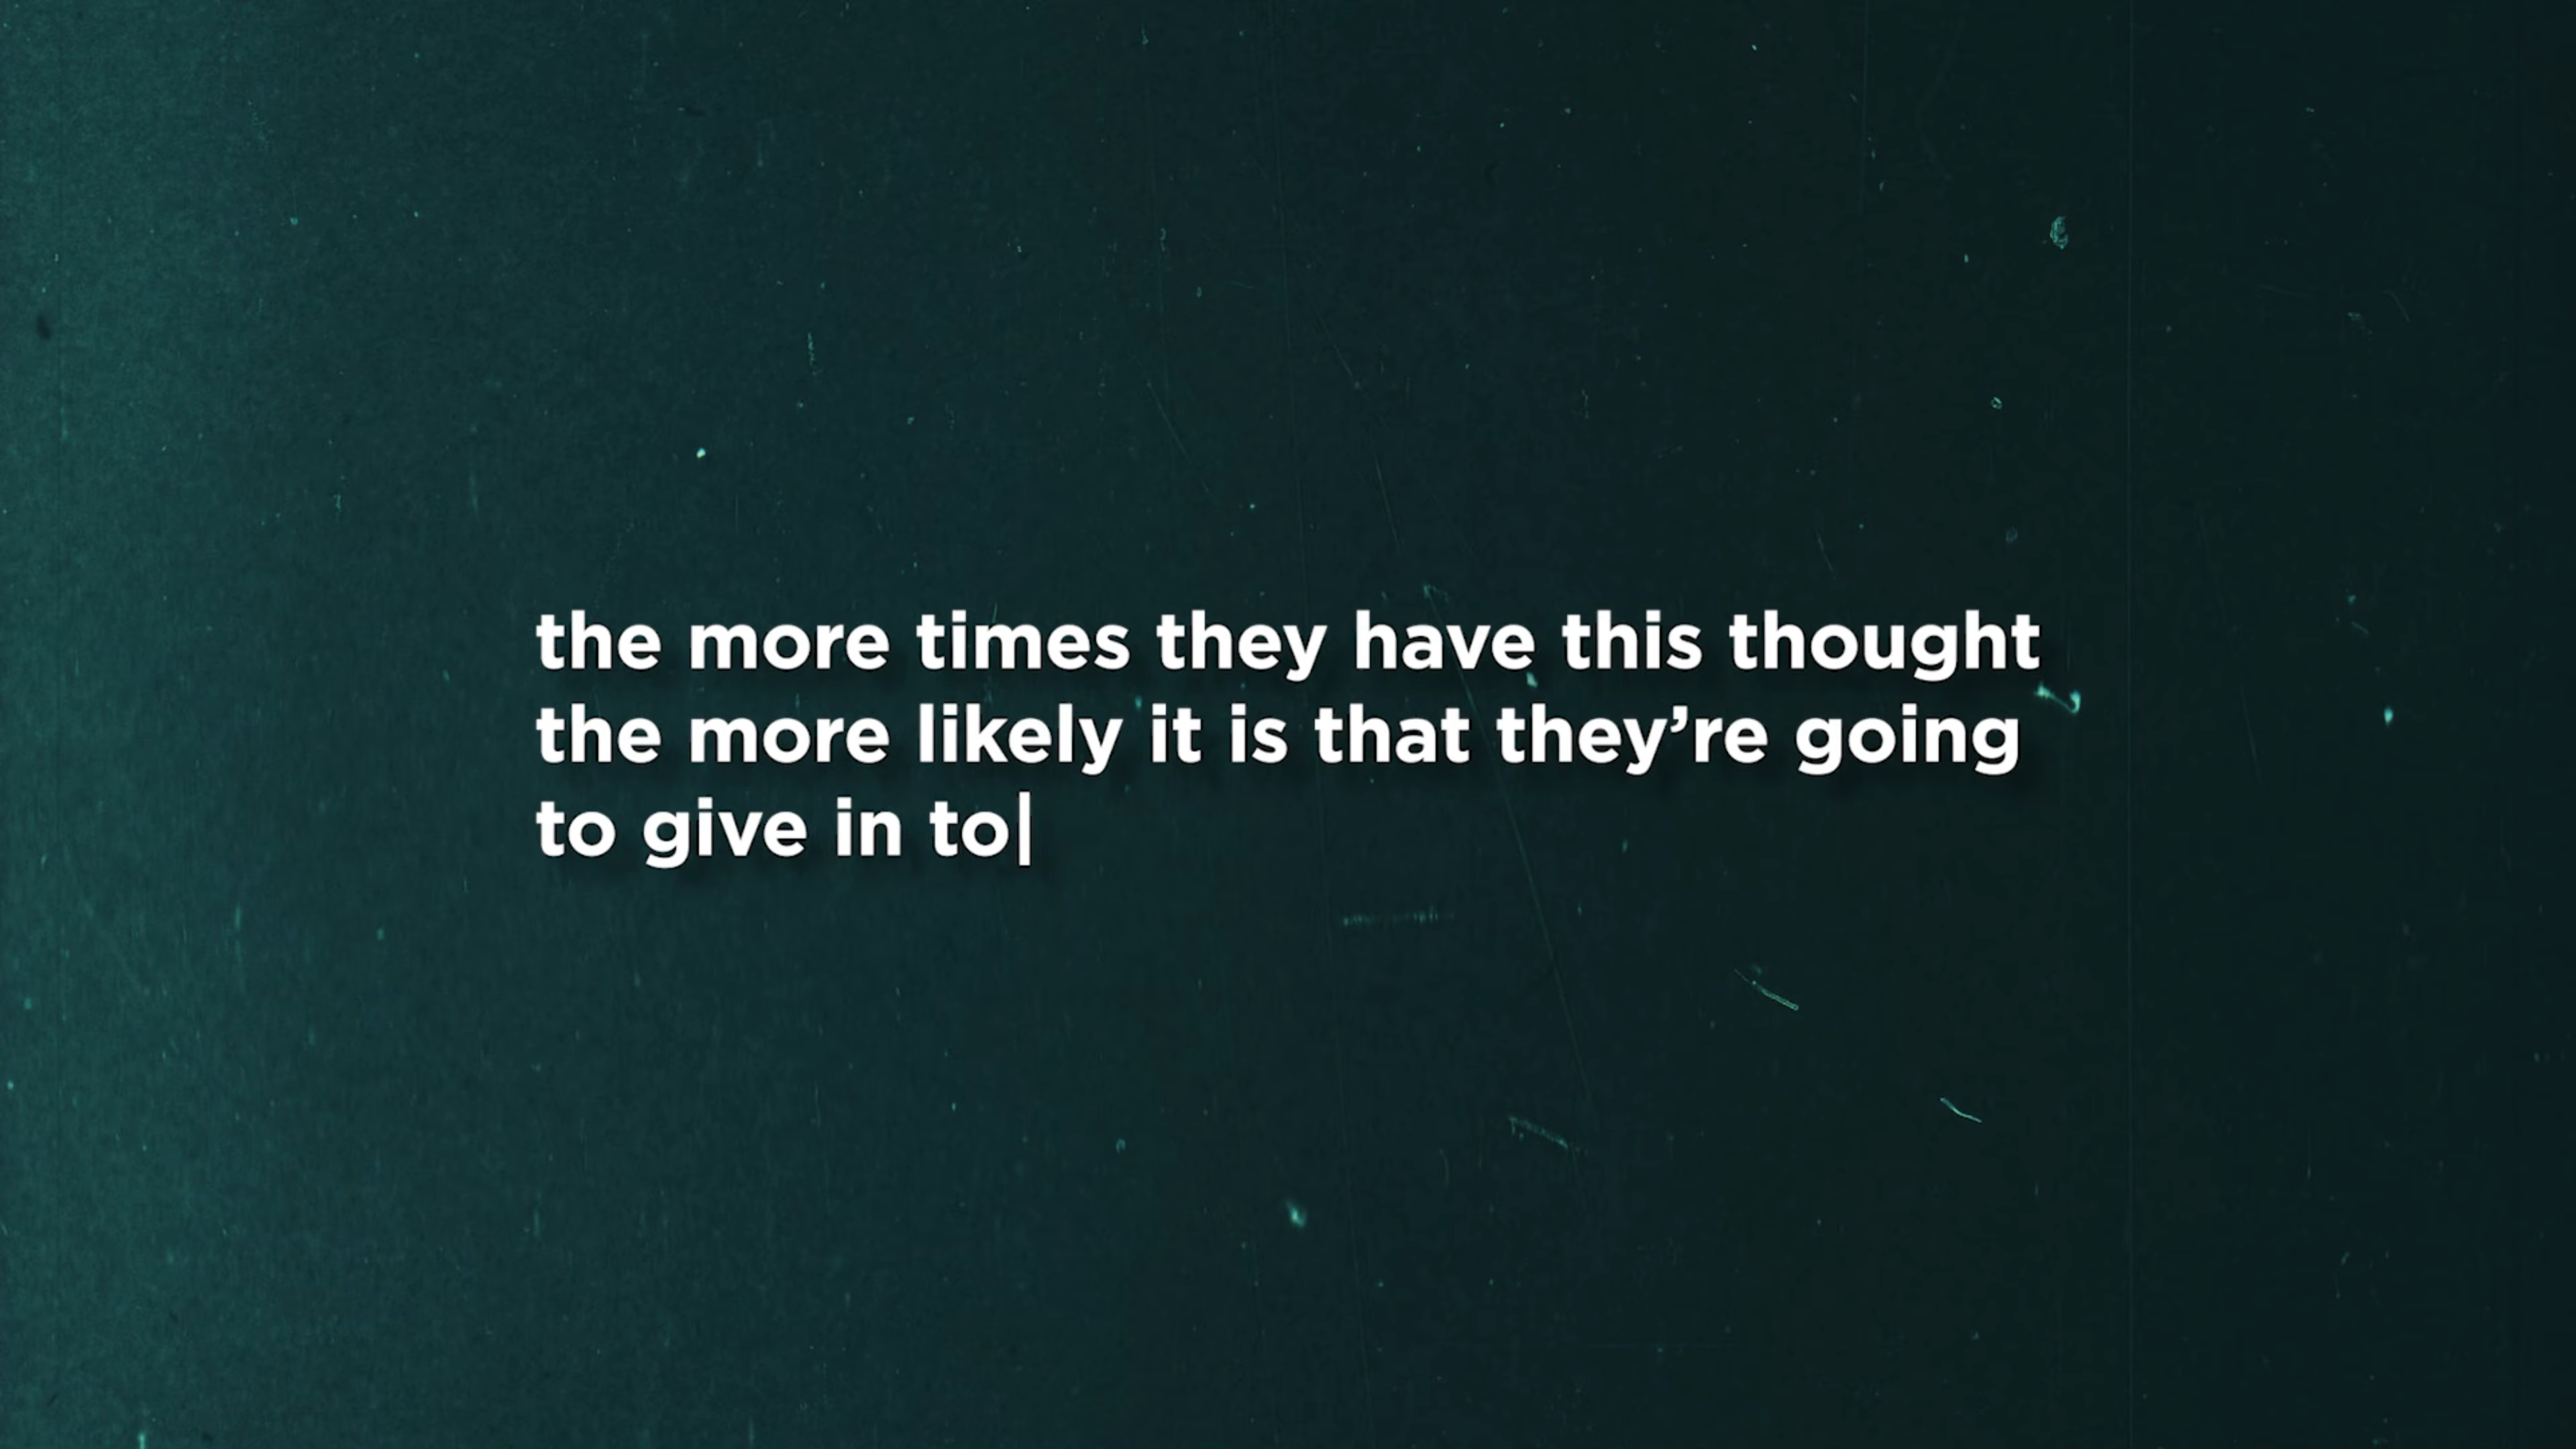 the more times they have this thought
the more likely it is that they’re going
to give in to